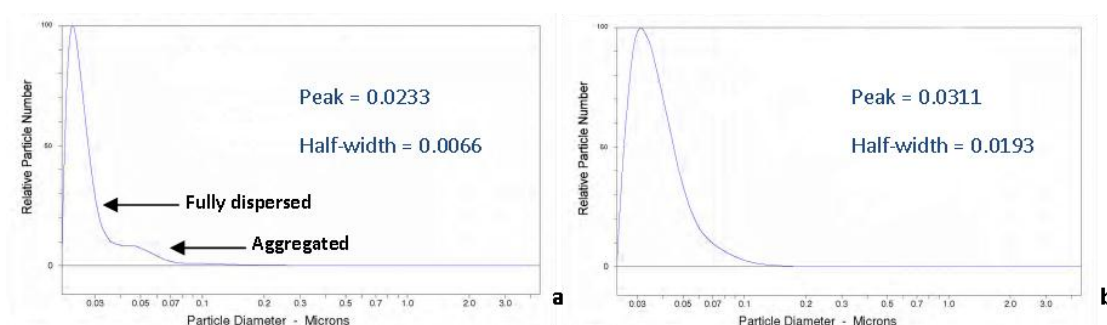 100
Relative Particle Number
50
0
Peak = 0.0233
Half-width = 0.0066
Fully dispersed
Aggregated
0.03 0.05 0.07 0.1 0.2 0.3 0.5 0.7 1.0 2.0 3.0
Particle Diameter - Microns
a
100
Relative Particle Number
50
0
Peak = 0.0311
Half-width = 0.0193
0.03 0.05 0.07 0.1 0.2 0.3 0.5 0.7 1.0 2.0 3.0
Particle Diameter - Microns
b